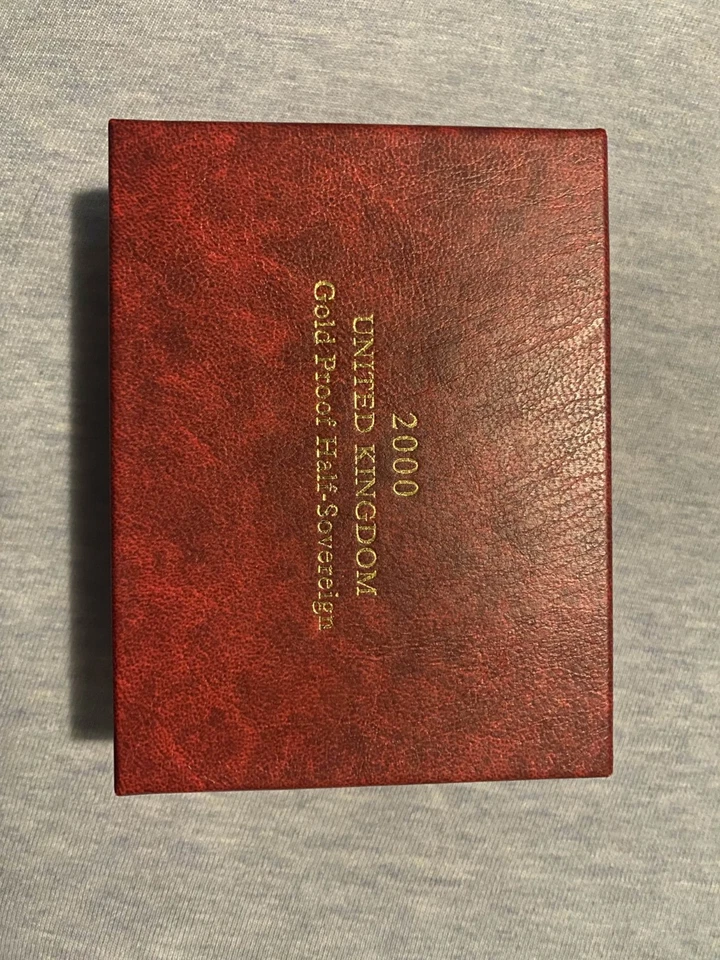 2000
UNITED KINGDOM
Gold Proof Half-Sovereign